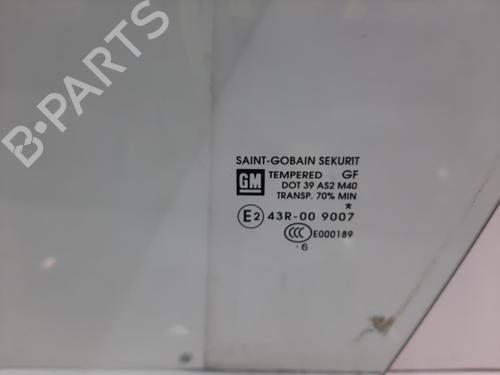 B-PARTS
SAINT-GOBAIN SEKURIT
GM TEMPERED GF
DOT 39 AS2 M40
TRANSP. 70% MIN
*
E2 43R-00 9007
CCC E000189
·6